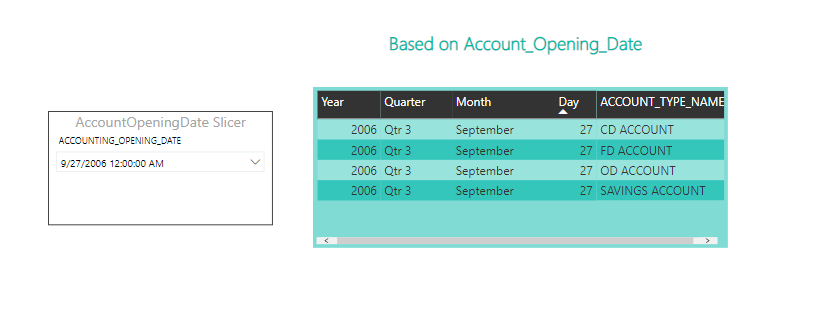 Based on Account_Opening_Date
AccountOpeningDate Slicer
ACCOUNTING_OPENING_DATE
9/27/2006 12:00:00 AM
Year Quarter Month Day ACCOUNT_TYPE_NAME
2006 Qtr 3 September 27 CD ACCOUNT
2006 Qtr 3 September 27 FD ACCOUNT
2006 Qtr 3 September 27 OD ACCOUNT
2006 Qtr 3 September 27 SAVINGS ACCOUNT